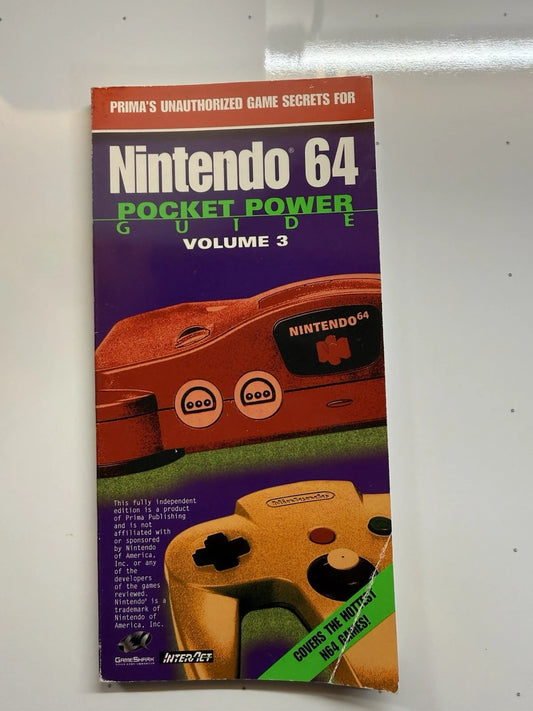 PRIMA'S UNAUTHORIZED GAME SECRETS FOR
Nintendo® 64
POCKET POWER
GUIDE
VOLUME 3
NINTENDO64
This fully independent
edition is a product
of Prima Publishing
and is not
affiliated with
or sponsored
by Nintendo
of America,
Inc. or any
of the
developers
of the games
reviewed.
Nintendo® is a
trademark of
Nintendo of
America, Inc.
COVERS THE HOTTEST
N64 GAMES!
GAMESHARK
INTERACT